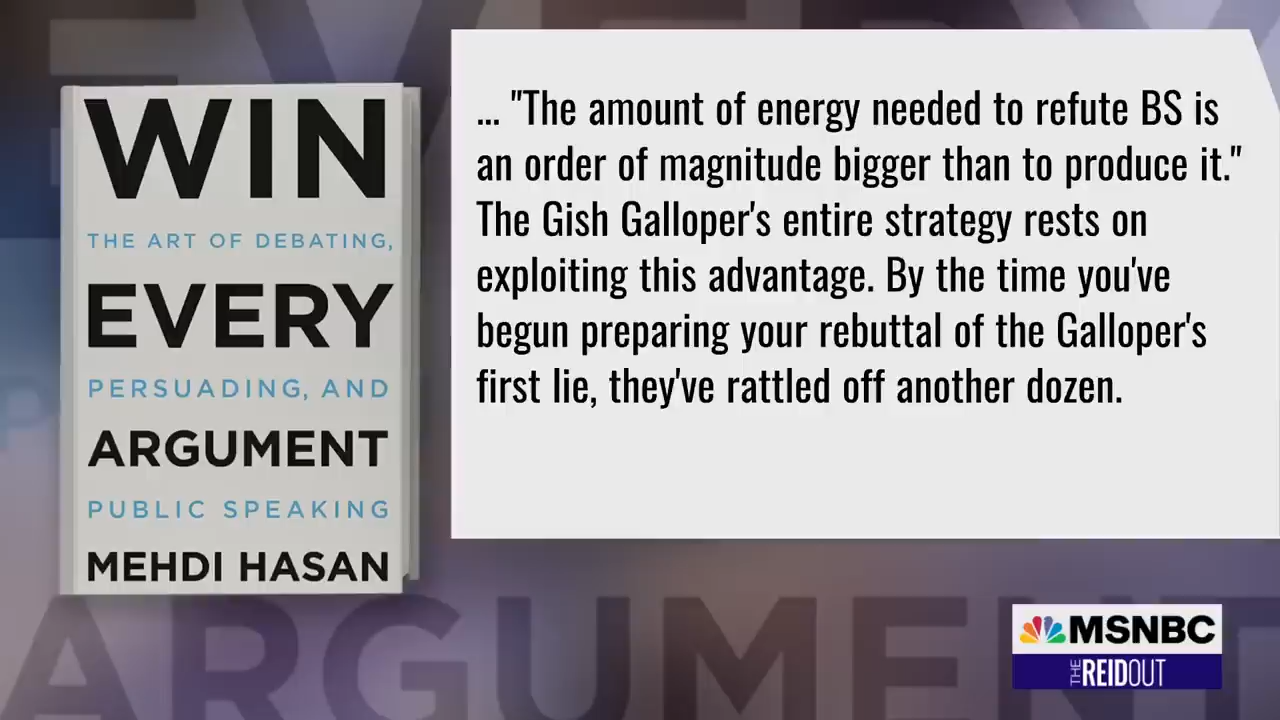 WIN
THE ART OF DEBATING,
EVERY
PERSUADING, AND
ARGUMENT
PUBLIC SPEAKING
MEHDI HASAN
... "The amount of energy needed to refute BS is
an order of magnitude bigger than to produce it."
The Gish Galloper's entire strategy rests on
exploiting this advantage. By the time you've
begun preparing your rebuttal of the Galloper's
first lie, they've rattled off another dozen.
EVERY
ARGUMENT
MSNBC
THE REIDOUT